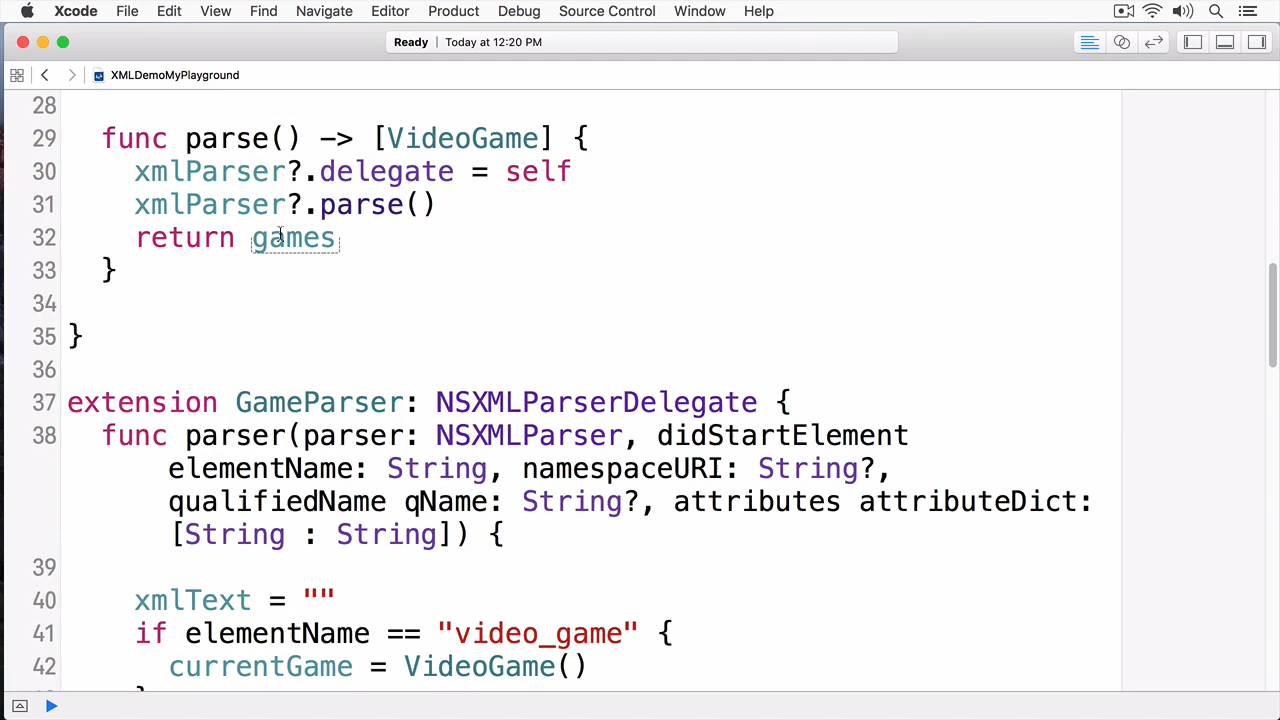 Xcode File Edit View Find Navigate Editor Product Debug Source Control Window Help
Ready | Today at 12:20 PM
XMLDemoMyPlayground
28
29 func parse() -> [VideoGame] {
30 xmlParser?.delegate = self
31 xmlParser?.parse()
32 return games
33 }
34
35 }
36
37 extension GameParser: NSXMLParserDelegate {
38 func parser(parser: NSXMLParser, didStartElement
elementName: String, namespaceURI: String?,
qualifiedName qName: String?, attributes attributeDict:
[String : String]) {
39
40 xmlText = ""
41 if elementName == "video_game" {
42 currentGame = VideoGame()